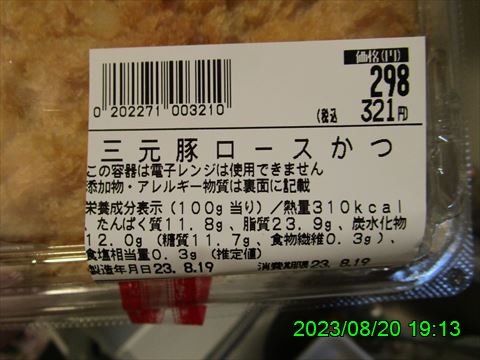 価格(円)
298
(税込 321円)
0 202271 003210
三元豚ロースかつ
この容器は電子レンジは使用できません
添加物・アレルギー物質は裏面に記載
栄養成分表示(100g当り)/熱量310kcal
、たんぱく質11.8g、脂質23.9g、炭水化物
12.0g(糖質11.7g、食物繊維0.3g)、
食塩相当量0.3g(推定値)
製造年月日23.8.19 消費期限23.8.19
2023/08/20 19:13